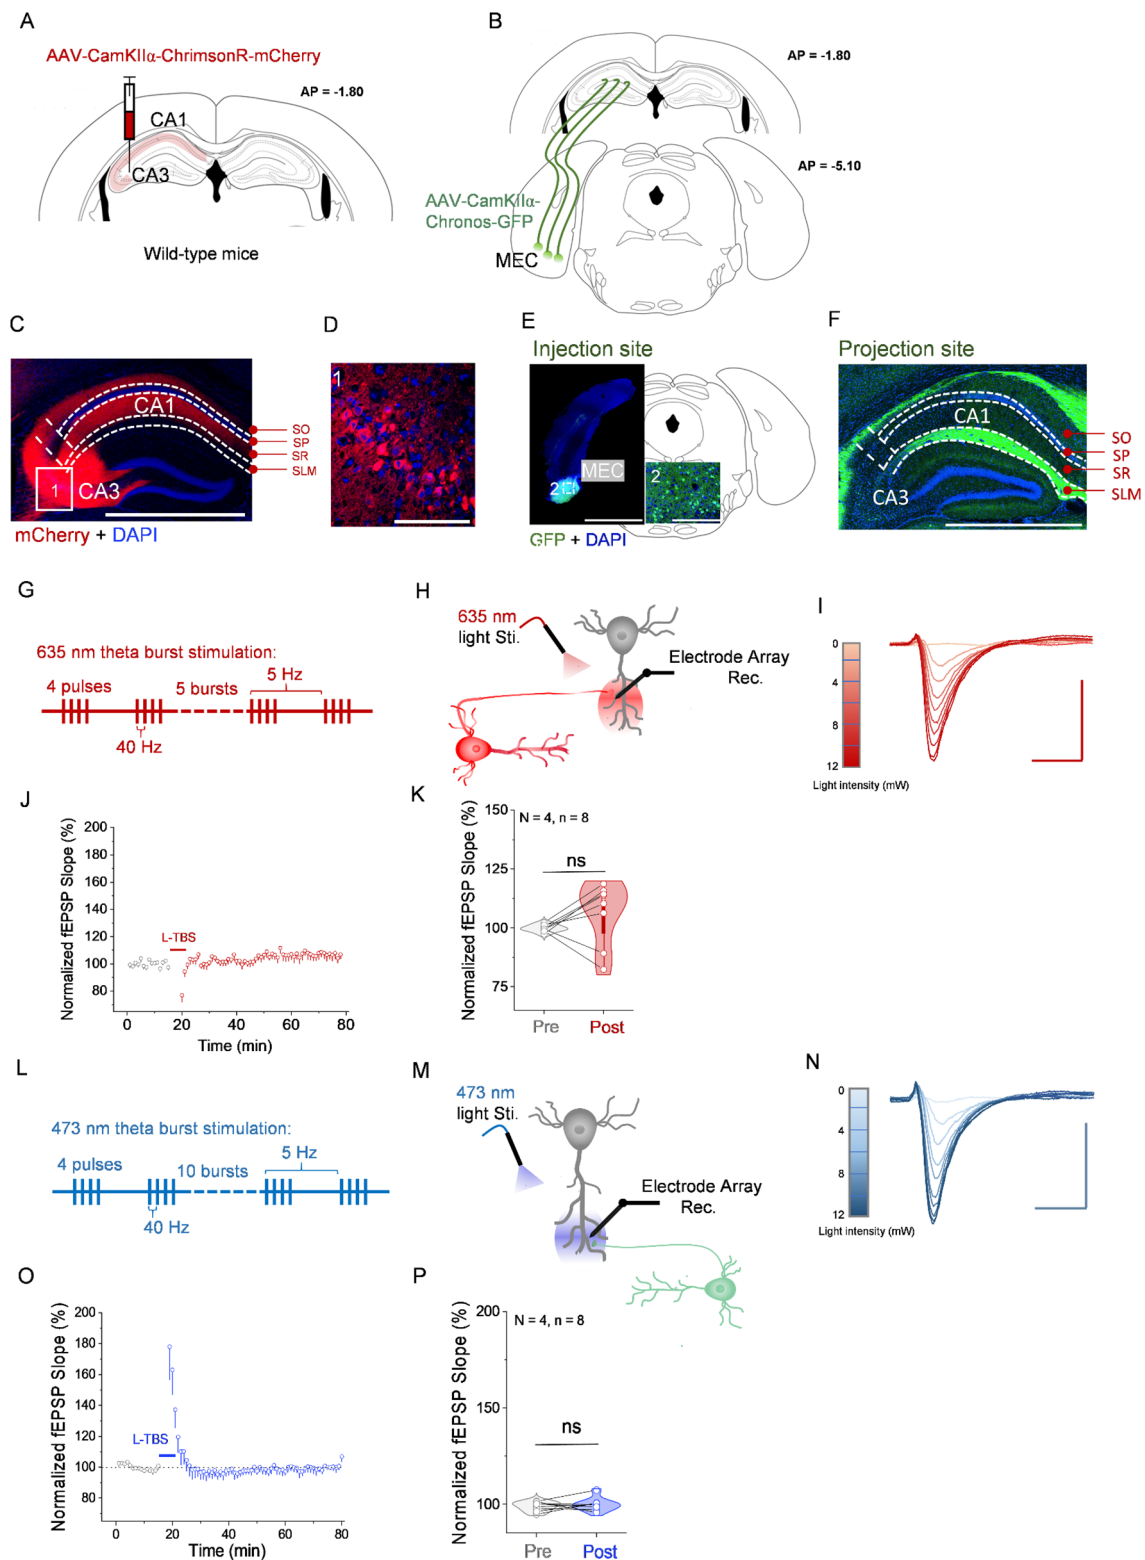 A
AAV-CamKIIα-ChrimsonR-mCherry
AP = -1.80
CA1
CA3
Wild-type mice
B
AP = -1.80
AP = -5.10
AAV-CamKIIα-
Chronos-GFP
MEC
C
CA1
CA3
1
SO
SP
SR
SLM
mCherry + DAPI
D
1
E
Injection site
MEC
2
2
GFP + DAPI
F
Projection site
CA1
CA3
SO
SP
SR
SLM
G
635 nm theta burst stimulation:
4 pulses
5 bursts
5 Hz
40 Hz
H
635 nm
light Sti.
Electrode Array
Rec.
I
0
4
8
12
Light intensity (mW)
J
Normalized fEPSP Slope (%)
200
180
160
140
120
100
80
L-TBS
0
20
40
60
80
Time (min)
K
Normalized fEPSP Slope (%)
150
125
100
75
N = 4, n = 8
ns
Pre
Post
L
473 nm theta burst stimulation:
4 pulses
10 bursts
5 Hz
40 Hz
M
473 nm
light Sti.
Electrode Array
Rec.
N
0
4
8
12
Light intensity (mW)
O
Normalized fEPSP Slope (%)
200
180
160
140
120
100
80
L-TBS
0
20
40
60
80
Time (min)
P
Normalized fEPSP Slope (%)
200
150
100
N = 4, n = 8
ns
Pre
Post